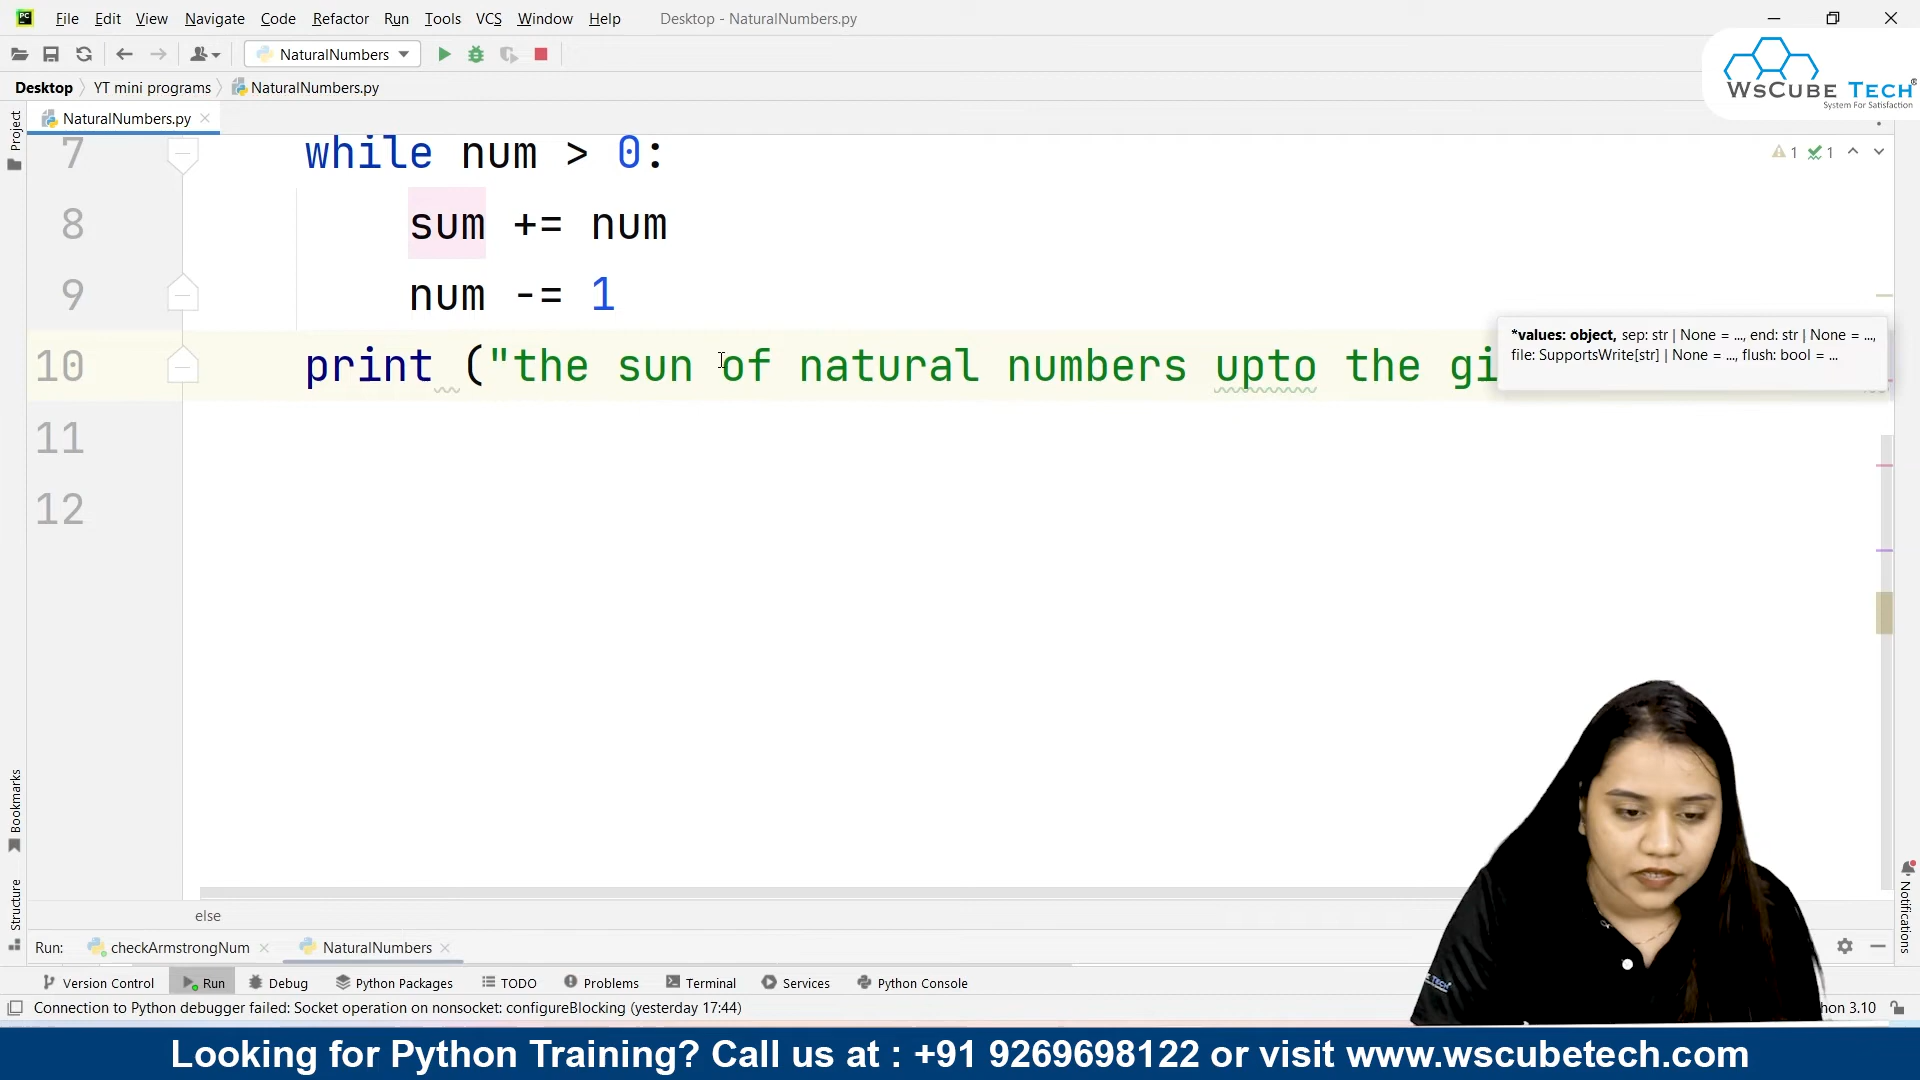 File Edit View Navigate Code Refactor Run Tools VCS Window Help Desktop - NaturalNumbers.py
NaturalNumbers
Desktop YT mini programs NaturalNumbers.py
WsCube Tech®
System For Satisfaction
Project
NaturalNumbers.py
7 while num > 0:
1 1
8 sum += num
9 num -= 1
*values: object, sep: str | None = ..., end: str | None = ...,
file: SupportsWrite[str] | None = ..., flush: bool = ...
10 print ("the sun of natural numbers upto the gi
11
12
Bookmarks
Structure
Notifications
else
Run: checkArmstrongNum NaturalNumbers
Version Control Run Debug Python Packages TODO Problems Terminal Services Python Console
Connection to Python debugger failed: Socket operation on nonsocket: configureBlocking (yesterday 17:44)
hon 3.10
Looking for Python Training? Call us at : +91 9269698122 or visit www.wscubetech.com